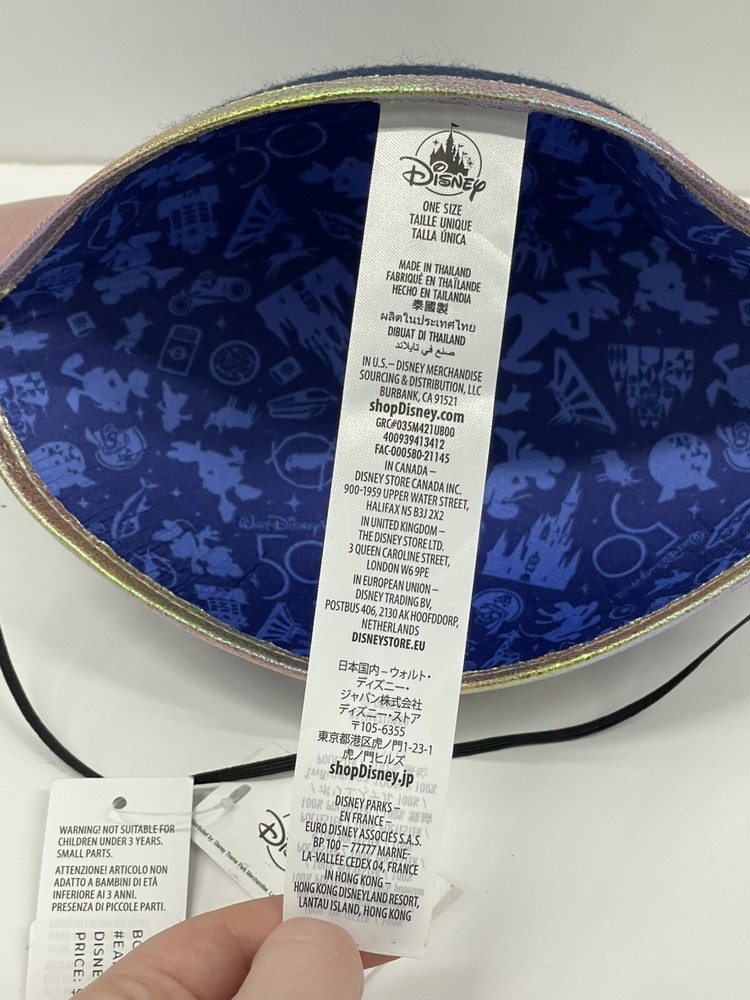 Disney
ONE SIZE
TAILLE UNIQUE
TALLA ÚNICA
MADE IN THAILAND
FABRIQUÉ EN THAÏLANDE
HECHO EN TAILANDIA
泰國製
ผลิตในประเทศไทย
DIBUAT DI THAILAND
صنع في تايلاند
IN U.S.– DISNEY MERCHANDISE
SOURCING & DISTRIBUTION, LLC
BURBANK, CA 91521
shopDisney.com
GRC#035M421UB00
400939413412
FAC-000580-21145
IN CANADA –
DISNEY STORE CANADA INC.
900-1959 UPPER WATER STREET,
HALIFAX NS B3J 2X2
IN UNITED KINGDOM –
THE DISNEY STORE LTD.
3 QUEEN CAROLINE STREET,
LONDON W6 9PE
IN EUROPEAN UNION –
DISNEY TRADING BV,
POSTBUS 406, 2130 AK HOOFDDORP,
NETHERLANDS
DISNEYSTORE.EU
日本国内–ウォルト・
ディズニー・
ジャパン株式会社
ディズニー・ストア
〒105-6355
東京都港区虎ノ門1-23-1
虎ノ門ヒルズ
shopDisney.jp
DISNEY PARKS –
EN FRANCE –
EURO DISNEY ASSOCIÉS S.A.S.
BP 100 – 77777 MARNE-
LA-VALLÉE CEDEX 04, FRANCE
IN HONG KONG –
HONG KONG DISNEYLAND RESORT,
LANTAU ISLAND, HONG KONG
WARNING! NOT SUITABLE FOR
CHILDREN UNDER 3 YEARS.
SMALL PARTS.
ATTENZIONE! ARTICOLO NON
ADATTO A BAMBINI DI ETÀ
INFERIORE AI 3 ANNI.
PRESENZA DI PICCOLE PARTI.
PRICE:
50
50